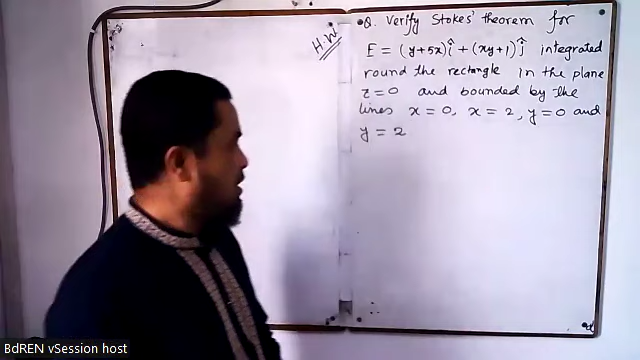 H.W
Q. Verify Stokes' theorem for
F = (y+5x)î + (xy+1)ĵ integrated
round the rectangle in the plane
z=0 and bounded by the
lines x=0, x=2, y=0 and
y=2
BdREN vSession host